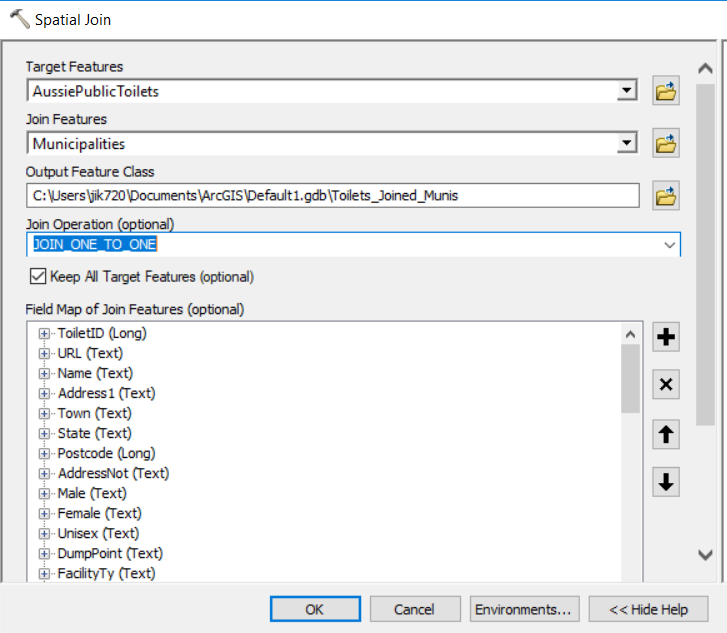 Spatial Join
Target Features
AussiePublicToilets
Join Features
Municipalities
Output Feature Class
C:\Users\jik720\Documents\ArcGIS\Default1.gdb\Toilets_Joined_Munis
Join Operation (optional)
JOIN_ONE_TO_ONE
Keep All Target Features (optional)
Field Map of Join Features (optional)
ToiletID (Long)
URL (Text)
Name (Text)
Address1 (Text)
Town (Text)
State (Text)
Postcode (Long)
AddressNot (Text)
Male (Text)
Female (Text)
Unisex (Text)
DumpPoint (Text)
FacilityTy (Text)
OK Cancel Environments... << Hide Help